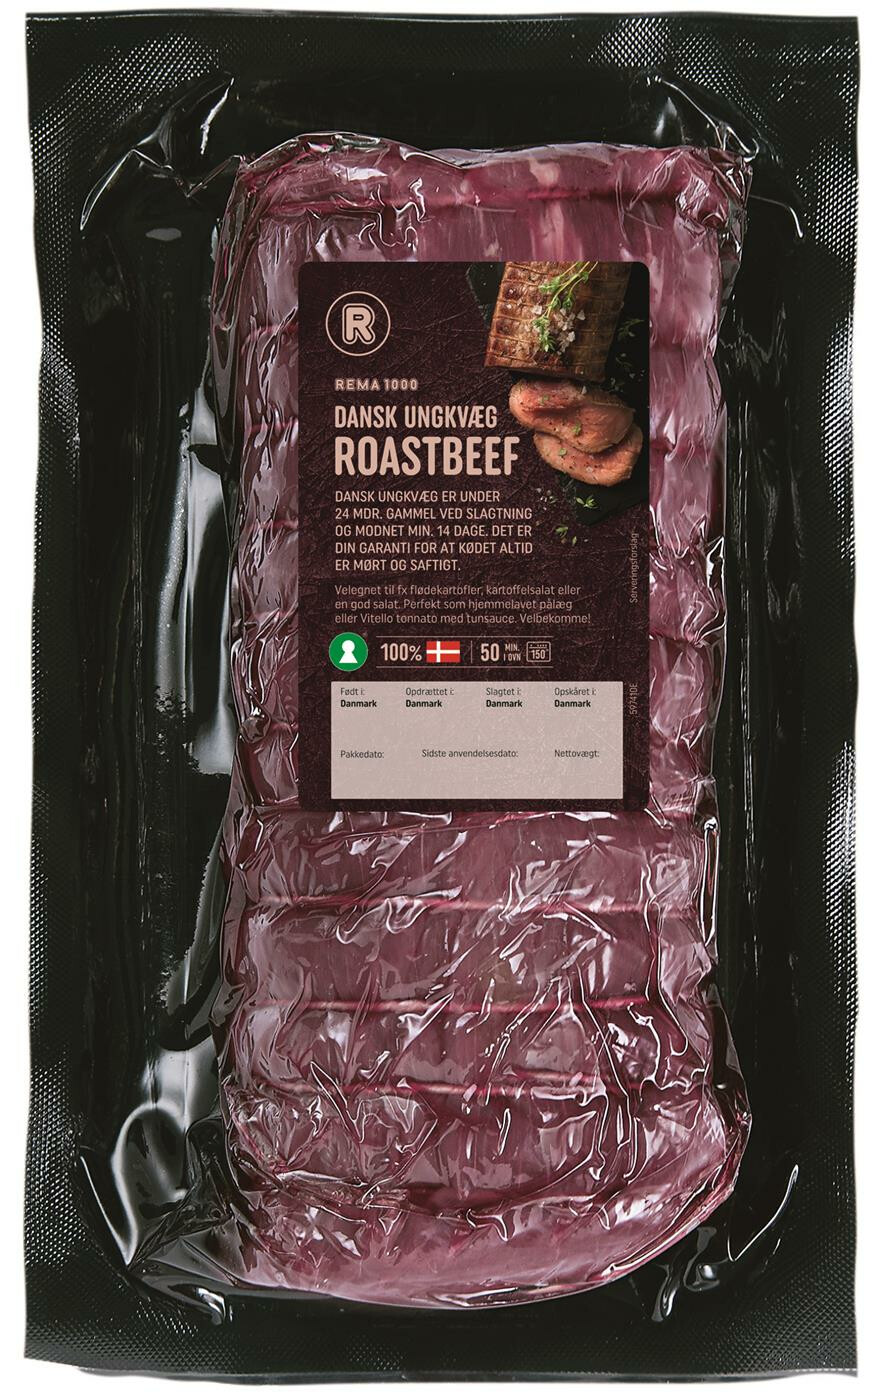 R
REMA 1000
DANSK UNGKVÆG
ROASTBEEF
DANSK UNGKVÆG ER UNDER
24 MDR. GAMMEL VED SLAGTNING
OG MODNET MIN. 14 DAGE. DET ER
DIN GARANTI FOR AT KØDET ALTID
ER MØRT OG SAFTIGT.
Serveringsforslag
Velegnet til fx flødekartofler, kartoffelsalat eller
en god salat. Perfekt som hjemmelavet pålæg
eller Vitello tonnato med tunsauce. Velbekomme!
100% 50 MIN. I OVN 150°
Født i: Opdrættet i: Slagtet i: Opskåret i:
Danmark Danmark Danmark Danmark
Pakkedato: Sidste anvendelsesdato: Nettovægt:
597410E